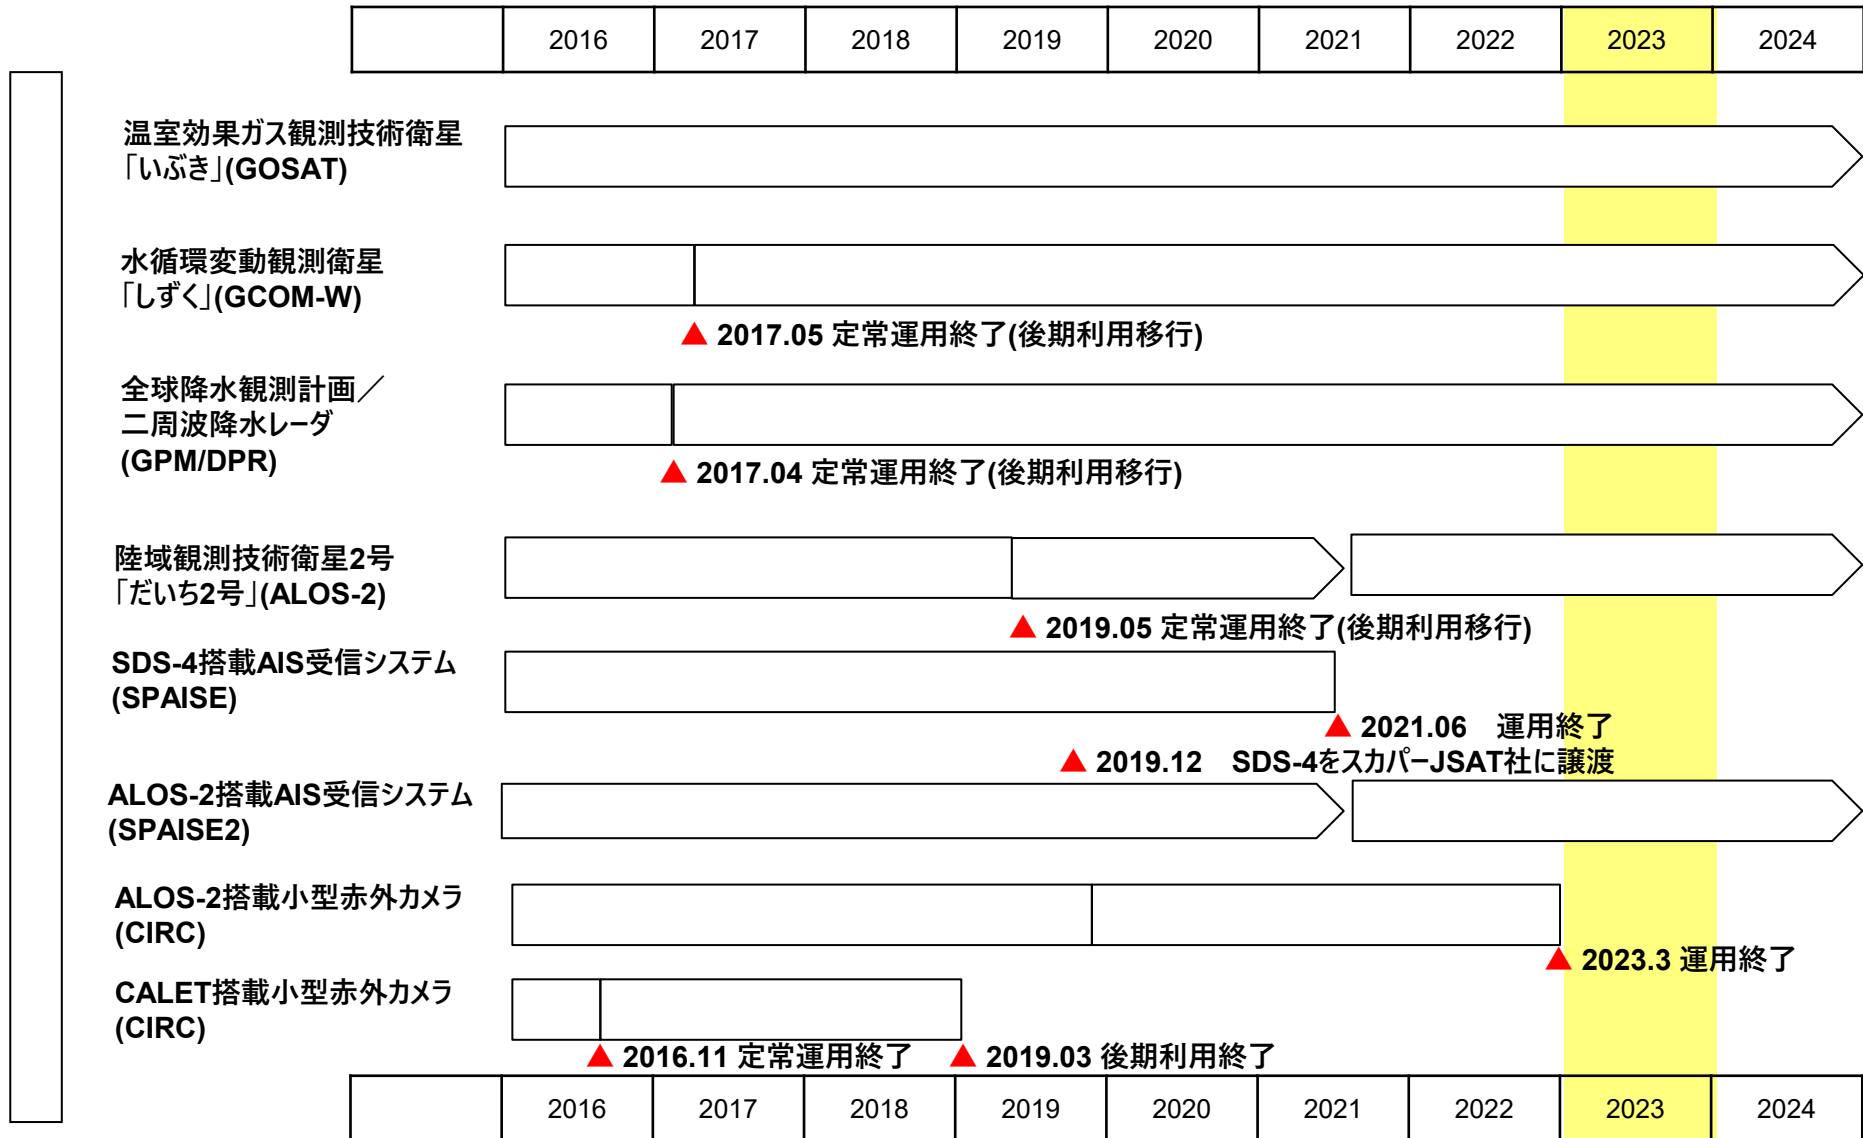 2016 2017 2018 2019 2020 2021 2022 2023 2024
温室効果ガス観測技術衛星
「いぶき」(GOSAT)
水循環変動観測衛星
「しずく」(GCOM-W)
▲ 2017.05 定常運用終了(後期利用移行)
全球降水観測計画／
二周波降水レーダ
(GPM/DPR)
▲ 2017.04 定常運用終了(後期利用移行)
陸域観測技術衛星2号
「だいち2号」(ALOS-2)
▲ 2019.05 定常運用終了(後期利用移行)
SDS-4搭載AIS受信システム
(SPAISE)
▲ 2021.06　運用終了
▲ 2019.12　SDS-4をスカパーJSAT社に譲渡
ALOS-2搭載AIS受信システム
(SPAISE2)
ALOS-2搭載小型赤外カメラ
(CIRC)
▲ 2023.3 運用終了
CALET搭載小型赤外カメラ
(CIRC)
▲ 2016.11 定常運用終了 ▲ 2019.03 後期利用終了
2016 2017 2018 2019 2020 2021 2022 2023 2024